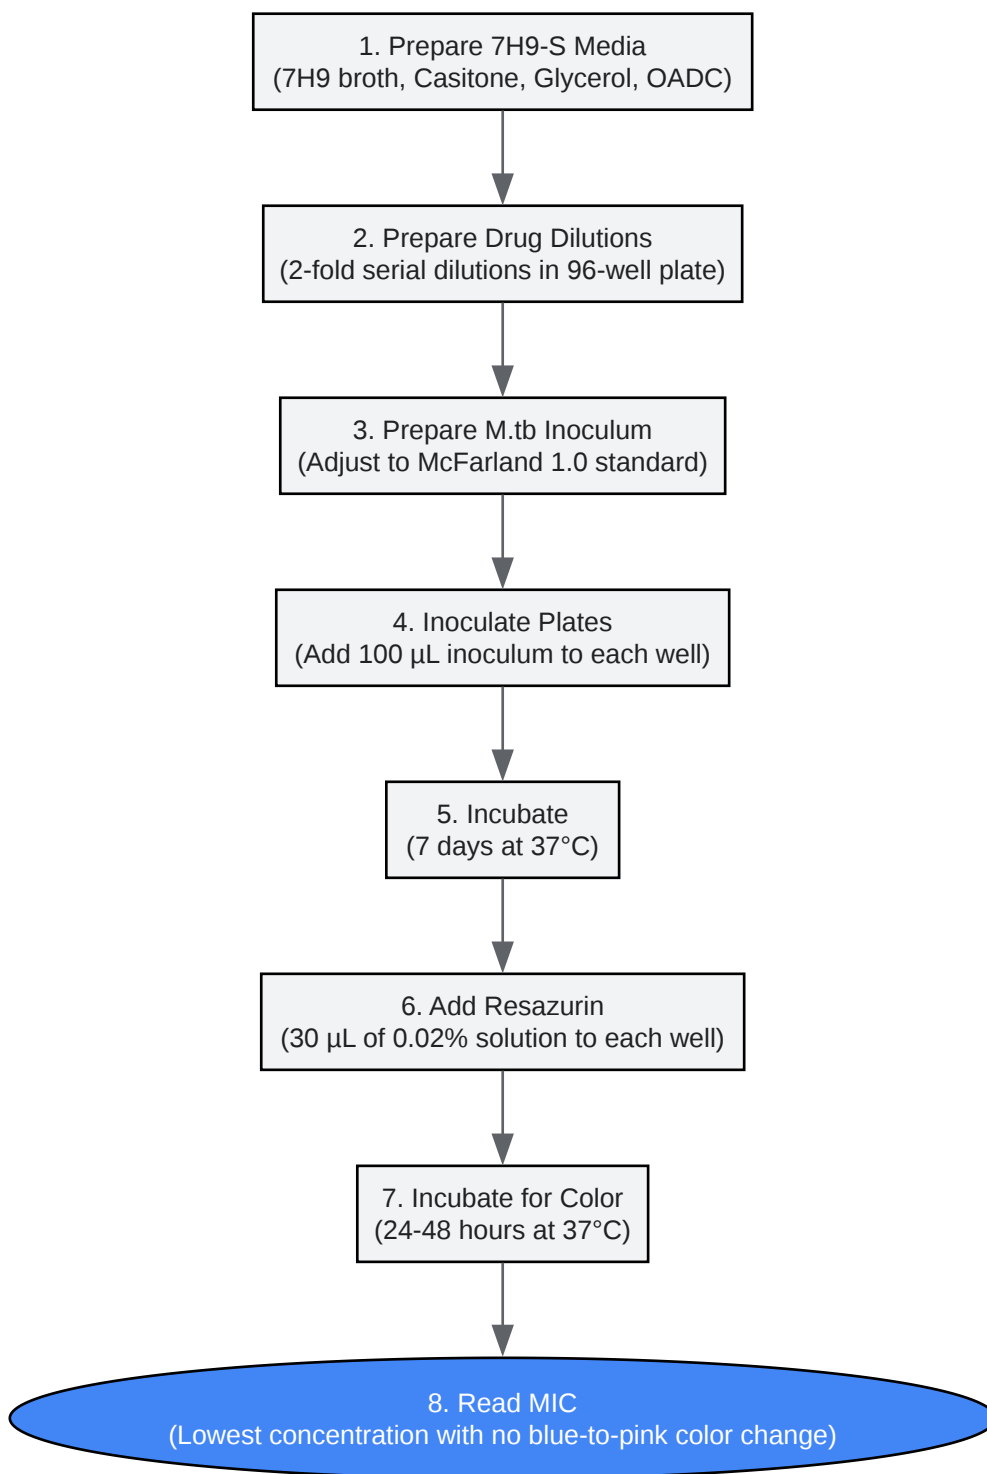 1. Prepare 7H9-S Media
(7H9 broth, Casitone, Glycerol, OADC)
2. Prepare Drug Dilutions
(2-fold serial dilutions in 96-well plate)
3. Prepare M.tb Inoculum
(Adjust to McFarland 1.0 standard)
4. Inoculate Plates
(Add 100 µL inoculum to each well)
5. Incubate
(7 days at 37°C)
6. Add Resazurin
(30 µL of 0.02% solution to each well)
7. Incubate for Color
(24-48 hours at 37°C)
8. Read MIC
(Lowest concentration with no blue-to-pink color change)